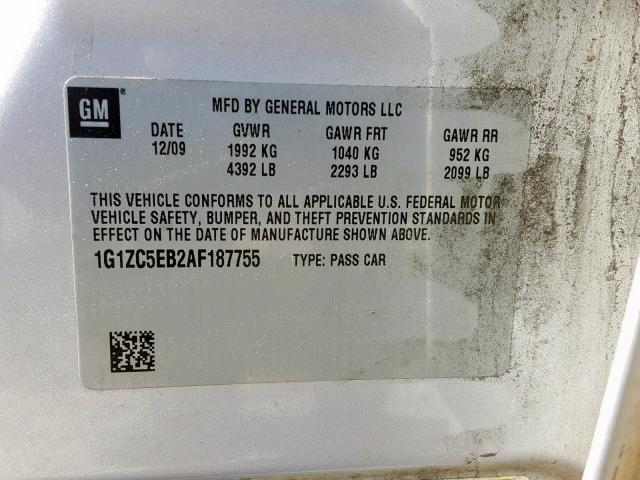 GM
MFD BY GENERAL MOTORS LLC
DATE GVWR GAWR FRT GAWR RR
12/09 1992 KG 1040 KG 952 KG
4392 LB 2293 LB 2099 LB
THIS VEHICLE CONFORMS TO ALL APPLICABLE U.S. FEDERAL MOTOR
VEHICLE SAFETY, BUMPER, AND THEFT PREVENTION STANDARDS IN
EFFECT ON THE DATE OF MANUFACTURE SHOWN ABOVE.
1G1ZC5EB2AF187755 TYPE: PASS CAR